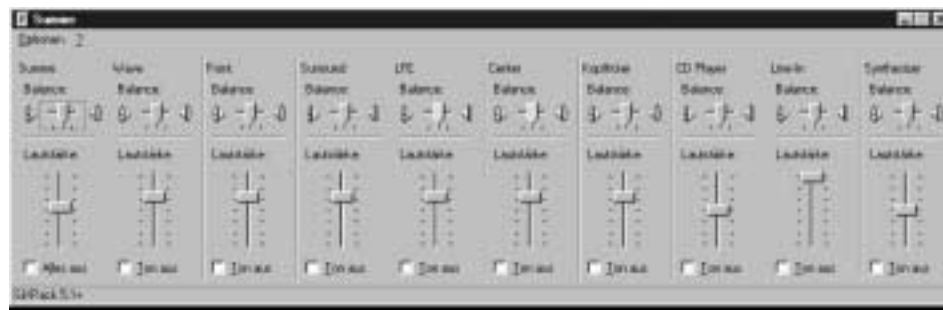 Summe
Optionen ?
Summe Wave Front Surround LFE Center Kopfhörer CD Player Line-In Synthesizer
Balance: Balance: Balance: Balance: Balance: Balance: Balance: Balance: Balance: Balance:
Lautstärke Lautstärke Lautstärke Lautstärke Lautstärke Lautstärke Lautstärke Lautstärke Lautstärke Lautstärke
Alles aus Ton aus Ton aus Ton aus Ton aus Ton aus Ton aus Ton aus Ton aus Ton aus
5.1+